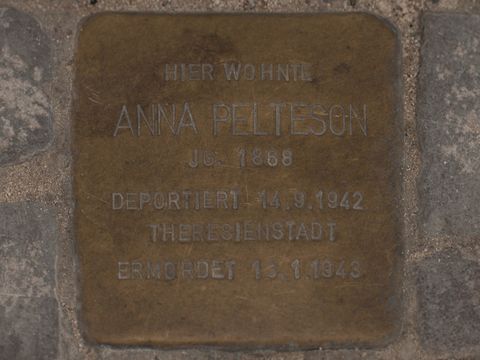 HIER WOHNTE
ANNA PELTESON
JG. 1868
DEPORTIERT 14.9.1942
THERESIENSTADT
ERMORDET 13.1.1943